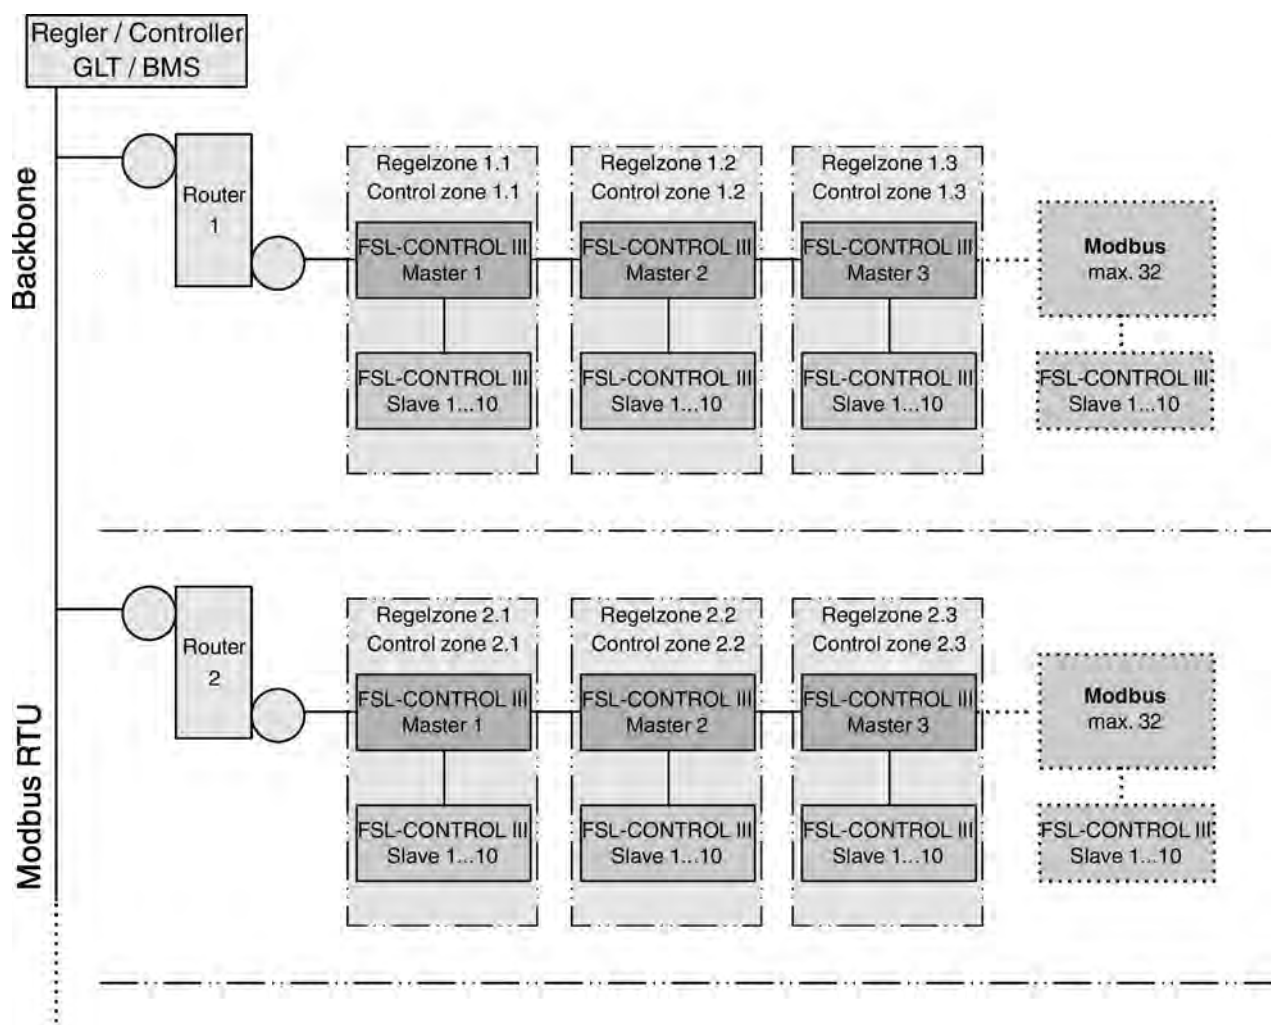 Regler / Controller
GLT / BMS
Backbone
Router
1
Regelzone 1.1
Control zone 1.1
FSL-CONTROL III
Master 1
FSL-CONTROL III
Slave 1...10
Regelzone 1.2
Control zone 1.2
FSL-CONTROL III
Master 2
FSL-CONTROL III
Slave 1...10
Regelzone 1.3
Control zone 1.3
FSL-CONTROL III
Master 3
FSL-CONTROL III
Slave 1...10
Modbus
max. 32
FSL-CONTROL III
Slave 1...10
Modbus RTU
Router
2
Regelzone 2.1
Control zone 2.1
FSL-CONTROL III
Master 1
FSL-CONTROL III
Slave 1...10
Regelzone 2.2
Control zone 2.2
FSL-CONTROL III
Master 2
FSL-CONTROL III
Slave 1...10
Regelzone 2.3
Control zone 2.3
FSL-CONTROL III
Master 3
FSL-CONTROL III
Slave 1...10
Modbus
max. 32
FSL-CONTROL III
Slave 1...10